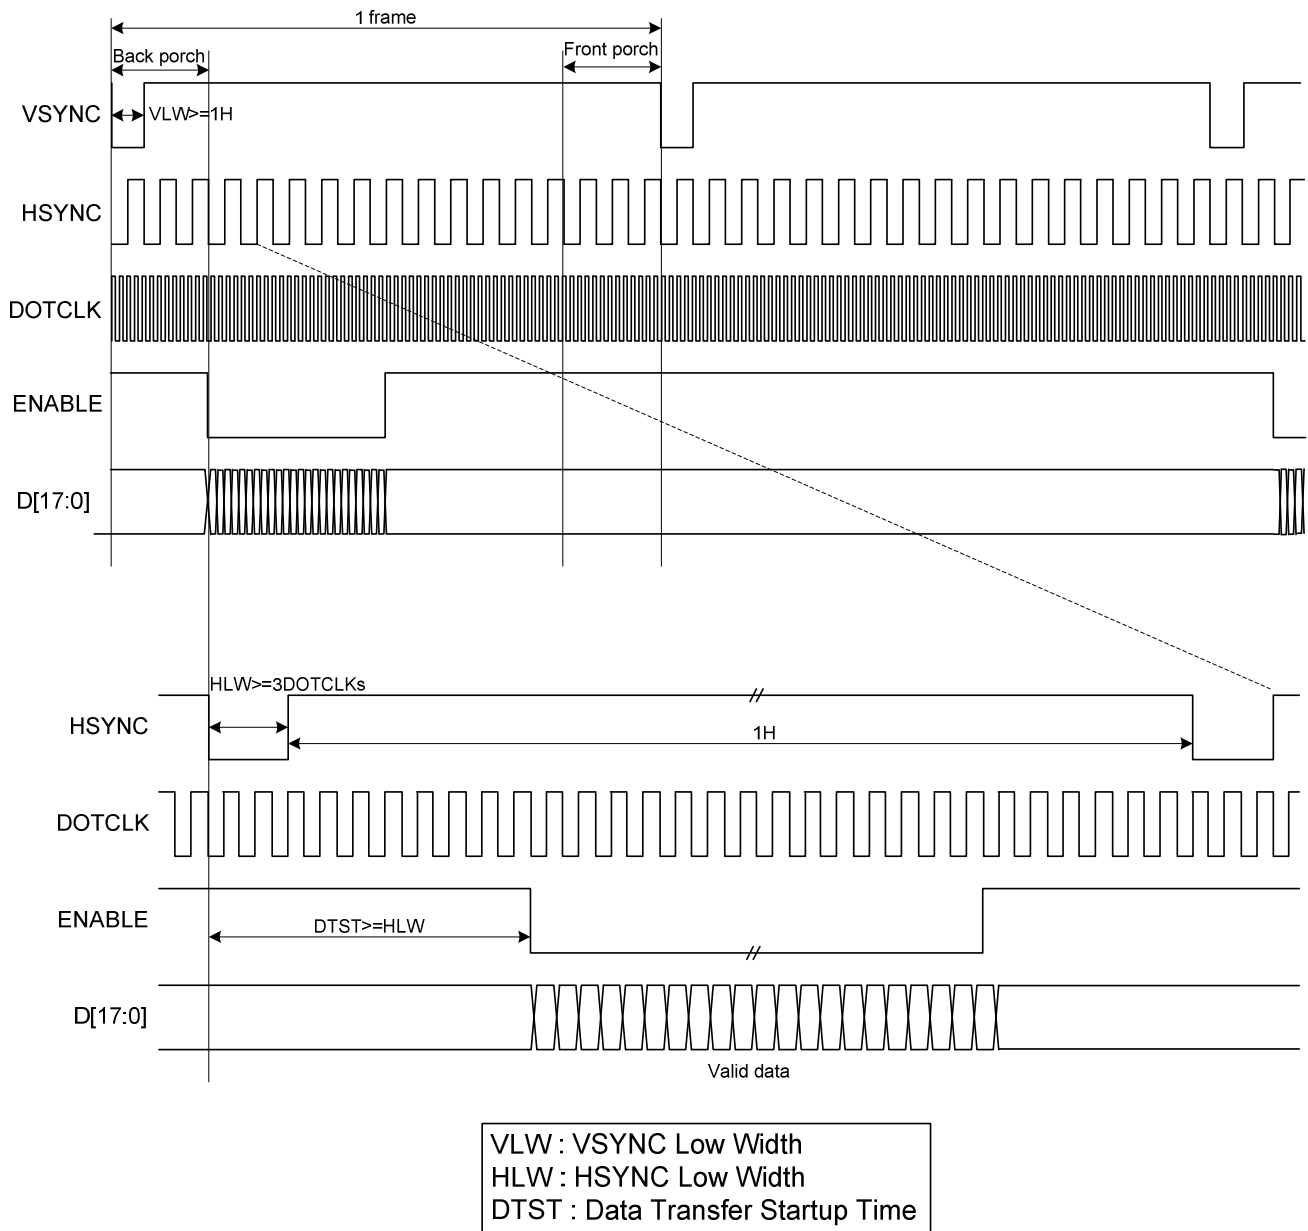 1 frame
Back porch
Front porch
VSYNC
VLW>=1H
HSYNC
DOTCLK
ENABLE
D[17:0]
HLW>=3DOTCLKs
HSYNC
1H
DOTCLK
ENABLE
DTST>=HLW
D[17:0]
Valid data
VLW : VSYNC Low Width
HLW : HSYNC Low Width
DTST : Data Transfer Startup Time